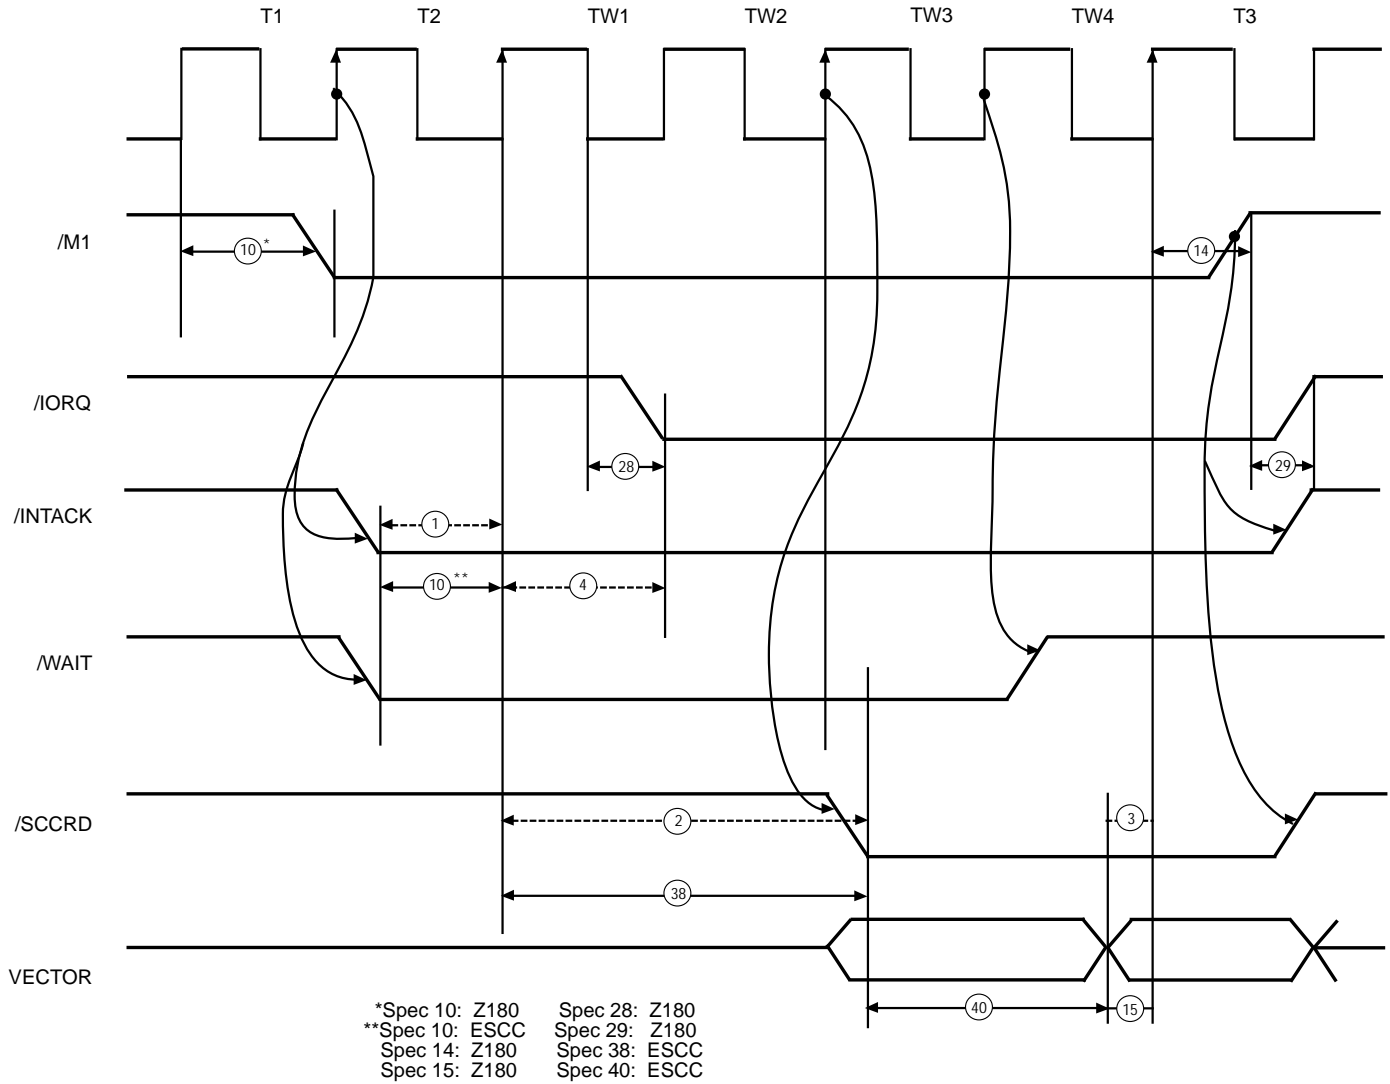 T1 T2 TW1 TW2 TW3 TW4 T3
/M1
10 *
14
/IORQ
28
29
/INTACK
1
10 **
4
/WAIT
/SCCRD
2
3
38
VECTOR
40
15
*Spec 10: Z180 Spec 28: Z180
**Spec 10: ESCC Spec 29: Z180
Spec 14: Z180 Spec 38: ESCC
Spec 15: Z180 Spec 40: ESCC